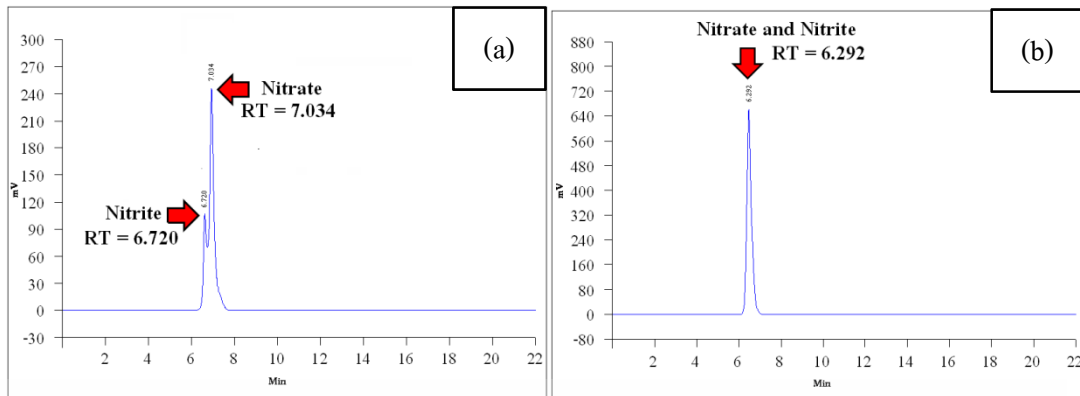 (a)
300
270
240
210
180
150
120
90
60
30
0
-30
mV
7.034
Nitrate
RT = 7.034
6.720
Nitrite
RT = 6.720
2 4 6 8 10 12 14 16 18 20 22
Min
(b)
Nitrate and Nitrite
RT = 6.292
6.292
880
800
720
640
560
480
400
320
240
160
80
0
-80
mV
2 4 6 8 10 12 14 16 18 20 22
Min